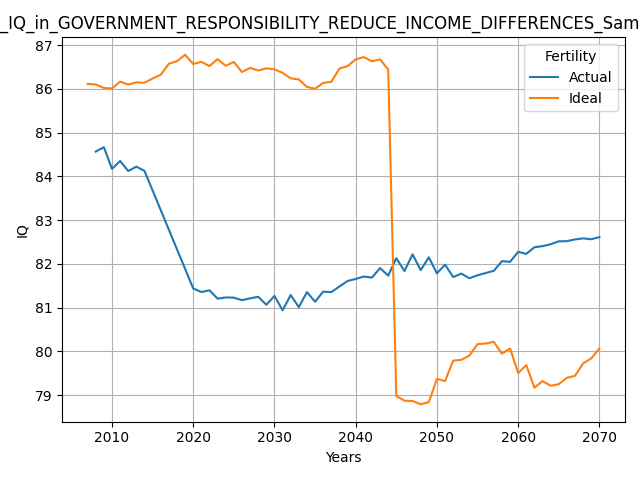 _IQ_in_GOVERNMENT_RESPONSIBILITY_REDUCE_INCOME_DIFFERENCES_Sam
87
86
85
84
83
82
81
80
79
IQ
Fertility
Actual
Ideal
2010 2020 2030 2040 2050 2060 2070
Years